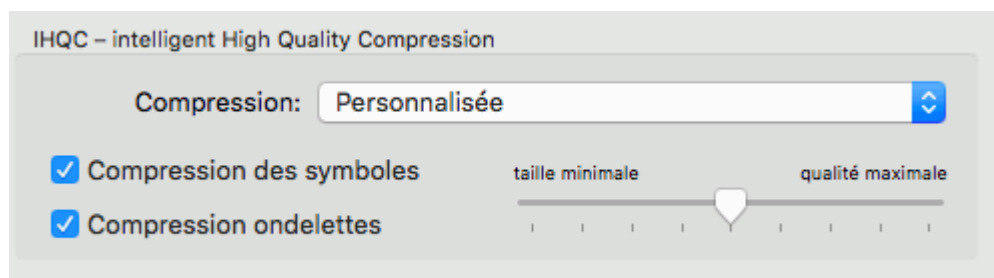 IHQC – intelligent High Quality Compression
Compression: Personnalisée
Compression des symboles
taille minimale
qualité maximale
Compression ondelettes